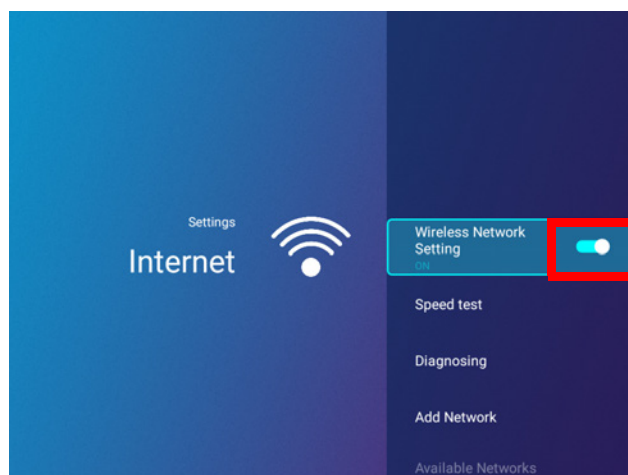 Settings
Internet
Wireless Network
Setting
ON
Speed test
Diagnosing
Add Network
Available Networks